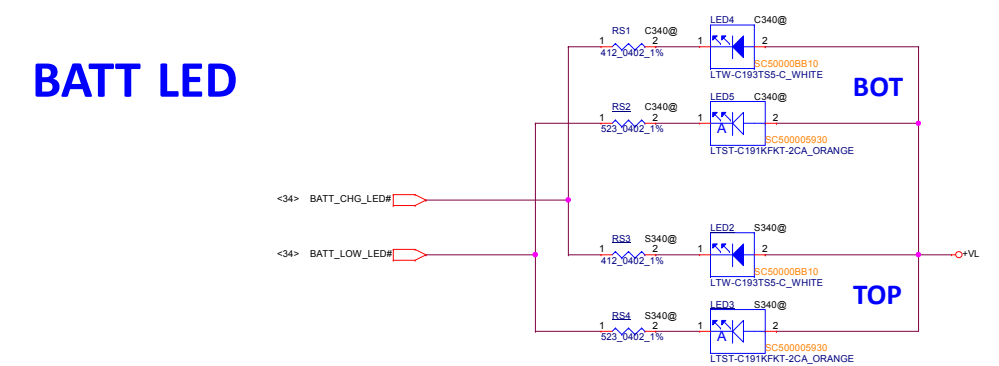 BATT LED
RS1 C340@
1 2
412_0402_1%
LED4 C340@
1 2
SC50000BB10
LTW-C193TS5-C_WHITE
BOT
RS2 C340@
1 2
523_0402_1%
LED5 C340@
1 2
A
SC500005930
LTST-C191KFKT-2CA_ORANGE
<34> BATT_CHG_LED#
<34> BATT_LOW_LED#
RS3 S340@
1 2
412_0402_1%
LED2 S340@
1 2
SC50000BB10
LTW-C193TS5-C_WHITE
+VL
TOP
RS4 S340@
1 2
523_0402_1%
LED3 S340@
1 2
A
SC500005930
LTST-C191KFKT-2CA_ORANGE